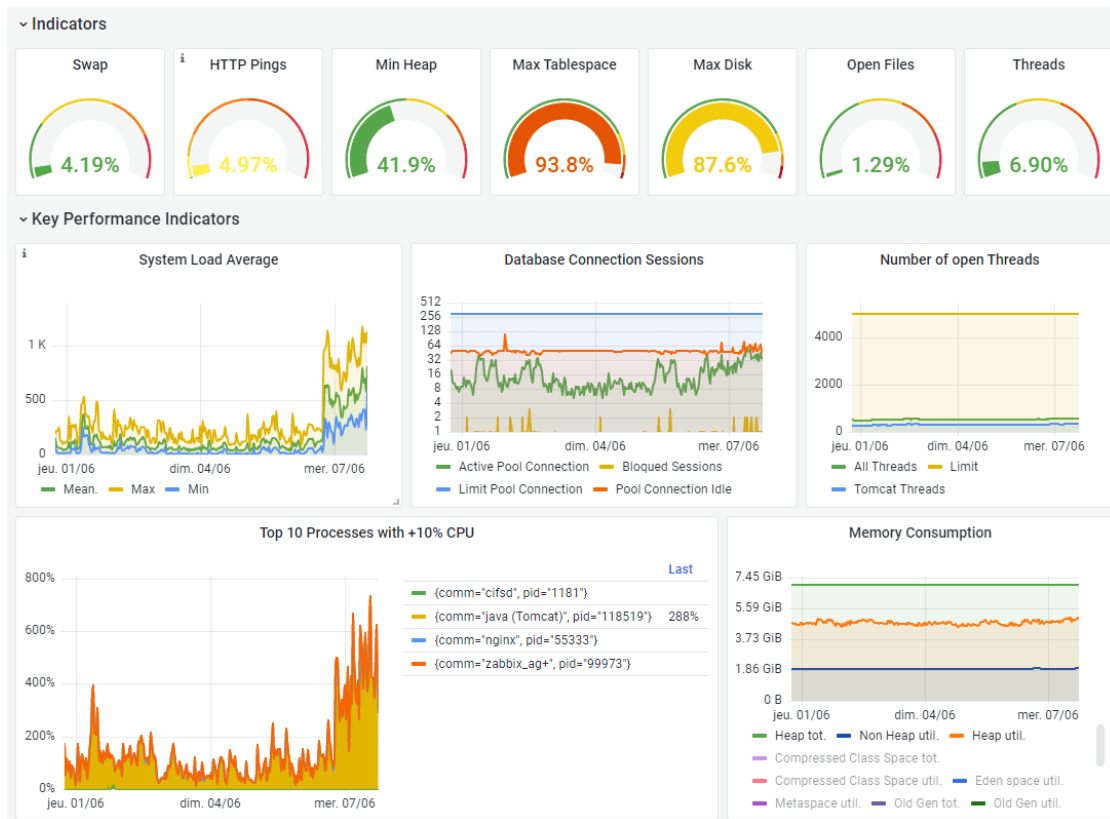 Indicators
Swap
4.19%
i
HTTP Pings
4.97%
Min Heap
41.9%
Max Tablespace
93.8%
Max Disk
87.6%
Open Files
1.29%
Threads
6.90%
Key Performance Indicators
i
System Load Average
1 K
500
0
jeu. 01/06 dim. 04/06 mer. 07/06
Mean. Max Min
Database Connection Sessions
512
256
128
64
32
16
8
4
2
1
jeu. 01/06 dim. 04/06 mer. 07/06
Active Pool Connection Bloqued Sessions
Limit Pool Connection Pool Connection Idle
Number of open Threads
4000
2000
0
jeu. 01/06 dim. 04/06 mer. 07/06
All Threads Limit
Tomcat Threads
Top 10 Processes with +10% CPU
800%
600%
400%
200%
0%
jeu. 01/06 dim. 04/06 mer. 07/06
Last
{comm="cifsd", pid="1181"}
{comm="java (Tomcat)", pid="118519"} 288%
{comm="nginx", pid="55333"}
{comm="zabbix_ag+", pid="99973"}
Memory Consumption
7.45 GiB
5.59 GiB
3.73 GiB
1.86 GiB
0 B
jeu. 01/06 dim. 04/06 mer. 07/06
Heap tot. Non Heap util. Heap util.
Compressed Class Space tot.
Compressed Class Space util. Eden space util.
Metaspace util. Old Gen tot. Old Gen util.